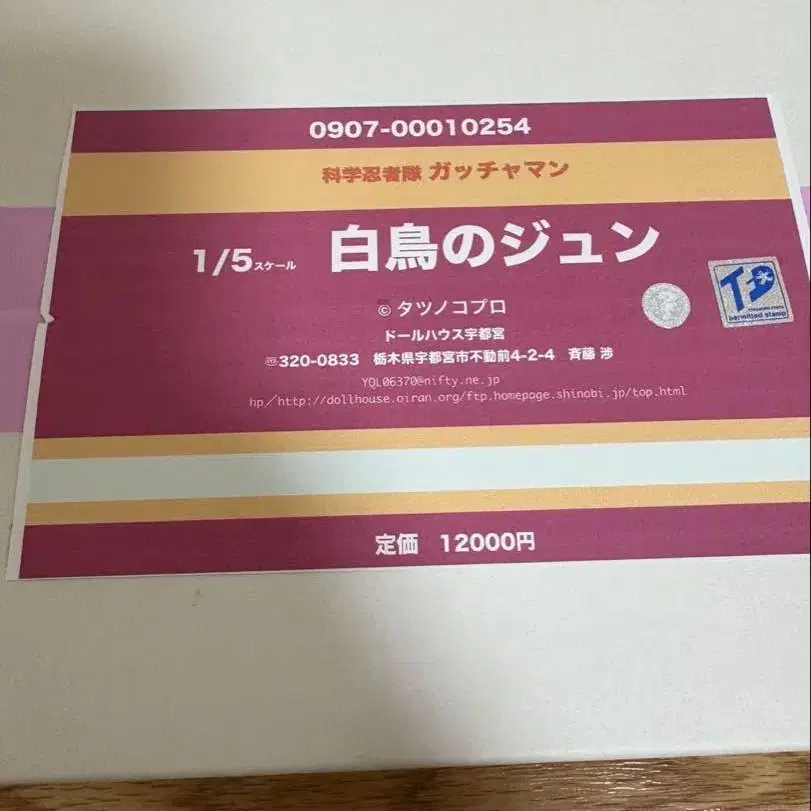 0907-00010254
科学忍者隊 ガッチャマン
1/5スケール 白鳥のジュン
© タツノコプロ
ドールハウス宇都宮
〠320-0833 栃木県宇都宮市不動前4-2-4 斉藤 渉
YQL06370@nifty.ne.jp
hp／http://dollhouse.oiran.org/ftp.homepage.shinobi.jp/top.html
TP
permitted stamp
定価 12000円